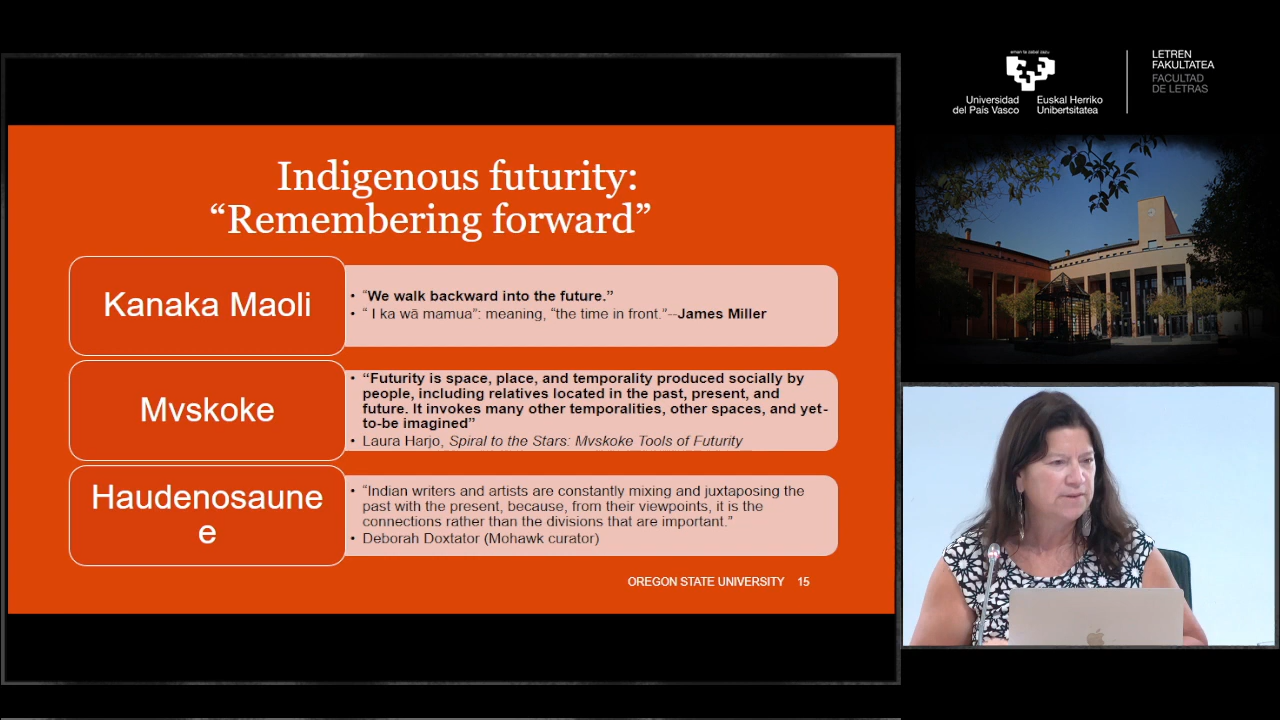 Indigenous futurity:
“Remembering forward”
Kanaka Maoli
• “We walk backward into the future.”
• “ I ka wā mamua”: meaning, “the time in front.”--James Miller
Mvskoke
• “Futurity is space, place, and temporality produced socially by
people, including relatives located in the past, present, and
future. It invokes many other temporalities, other spaces, and yet-
to-be imagined”
• Laura Harjo, Spiral to the Stars: Mvskoke Tools of Futurity
Haudenosaune
e
• “Indian writers and artists are constantly mixing and juxtaposing the
past with the present, because, from their viewpoints, it is the
connections rather than the divisions that are important.”
• Deborah Doxtator (Mohawk curator)
OREGON STATE UNIVERSITY 15
eman ta zabal zazu
Universidad
del País Vasco
Euskal Herriko
Unibertsitatea
LETREN
FAKULTATEA
FACULTAD
DE LETRAS